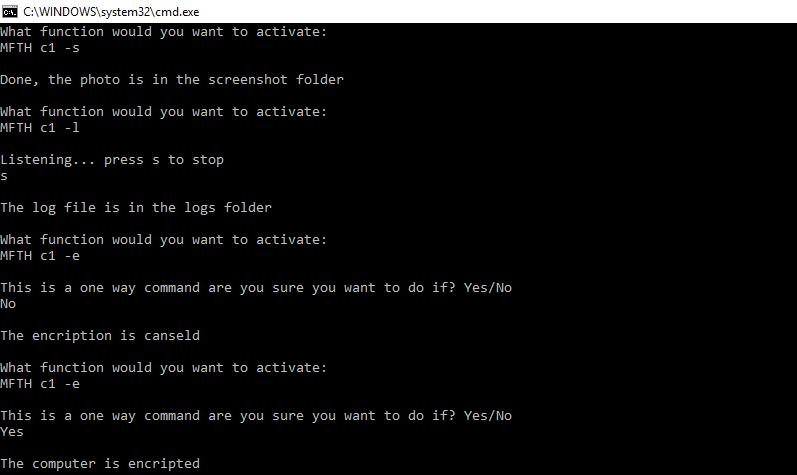 C:\WINDOWS\system32\cmd.exe
What function would you want to activate:
MFTH c1 -s
Done, the photo is in the screenshot folder
What function would you want to activate:
MFTH c1 -l
Listening... press s to stop
s
The log file is in the logs folder
What function would you want to activate:
MFTH c1 -e
This is a one way command are you sure you want to do if? Yes/No
No
The encription is canseld
What function would you want to activate:
MFTH c1 -e
This is a one way command are you sure you want to do if? Yes/No
Yes
The computer is encripted